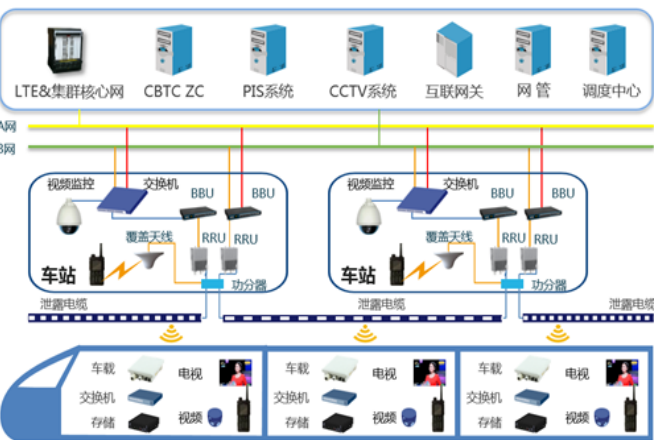 LTE&集群核心网 CBTC ZC PIS系统 CCTV系统 互联网关 网 管 调度中心
A网
B网
视频监控 交换机 BBU BBU 视频监控 交换机 BBU BBU
覆盖天线 RRU RRU 覆盖天线 RRU RRU
车站 功分器 车站 功分器
泄露电缆 泄露电缆 泄露电缆
车载 电视 车载 电视 车载 电视
交换机 交换机 交换机
存储 视频 存储 视频 存储 视频